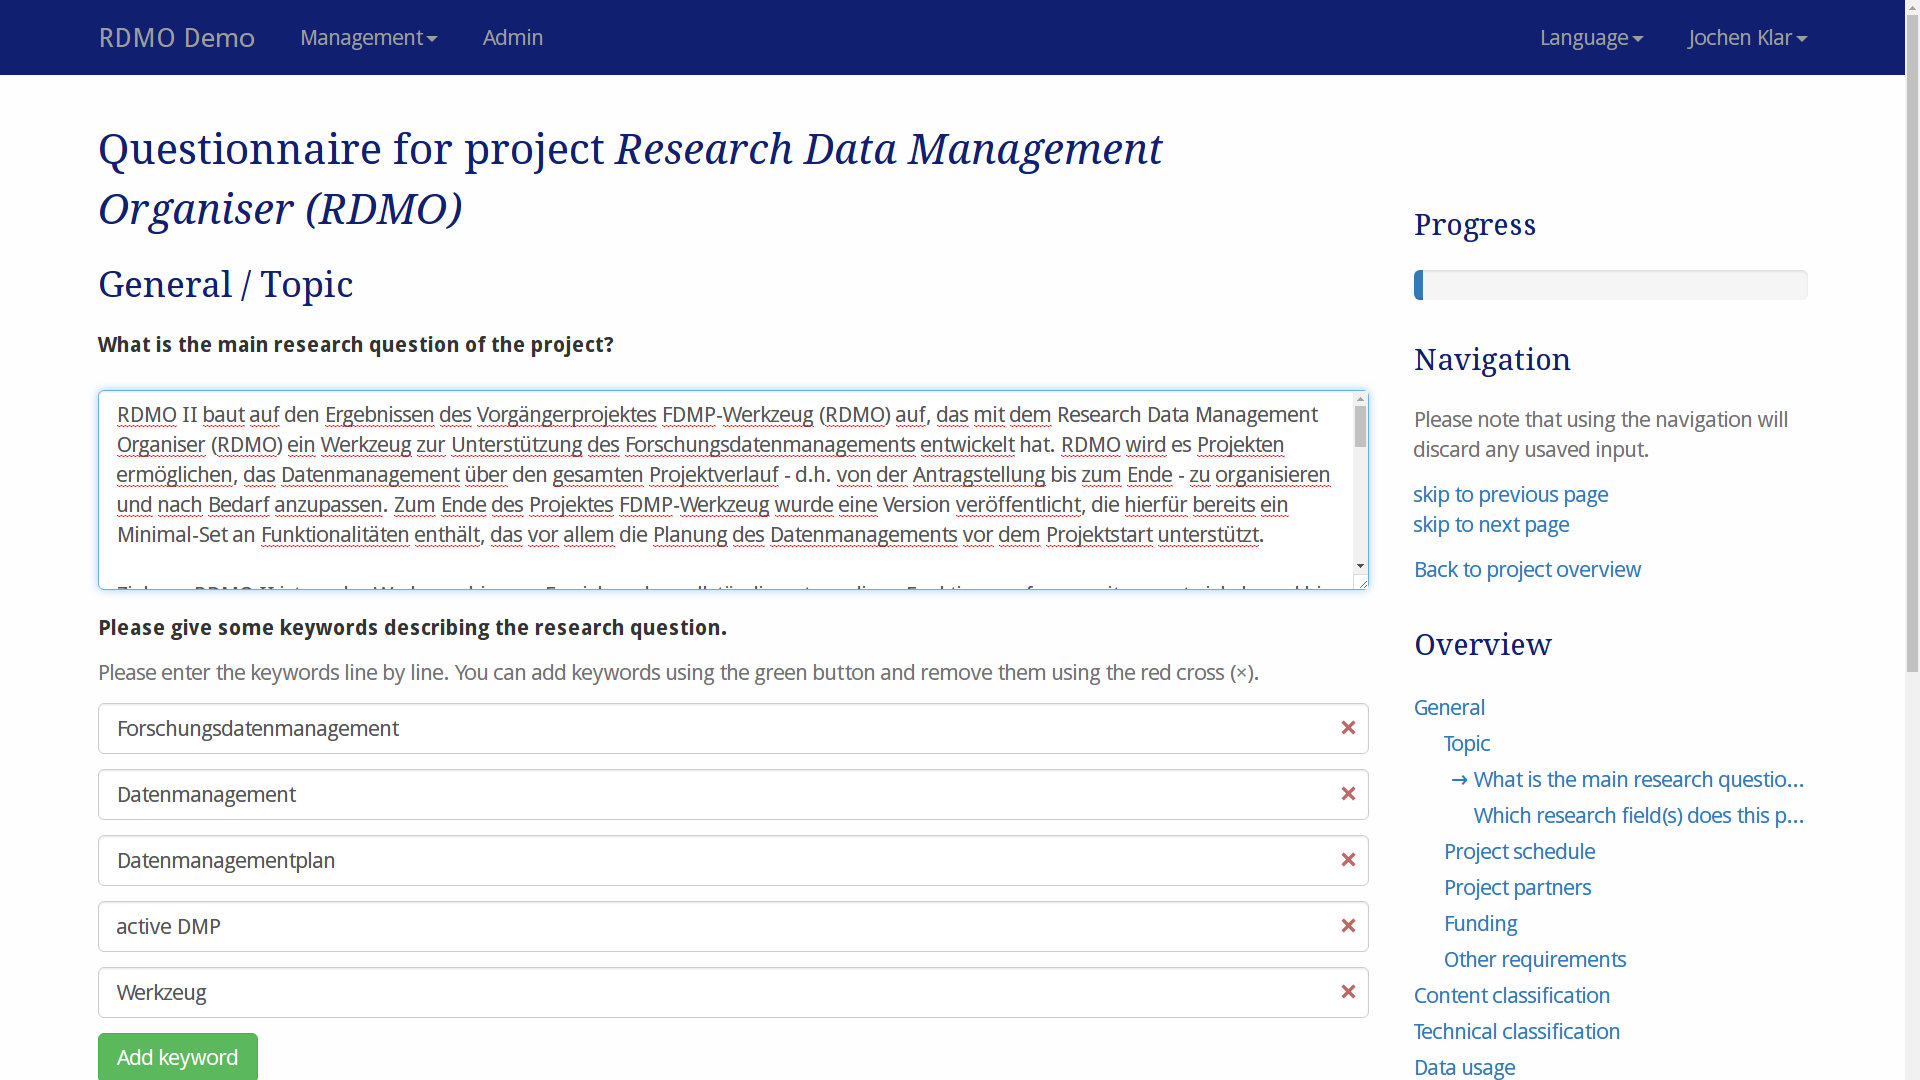 RDMO Demo Management Admin Language Jochen Klar
Questionnaire for project Research Data Management
Organiser (RDMO)
General / Topic
What is the main research question of the project?
RDMO II baut auf den Ergebnissen des Vorgängerprojektes FDMP-Werkzeug (RDMO) auf, das mit dem Research Data Management
Organiser (RDMO) ein Werkzeug zur Unterstützung des Forschungsdatenmanagements entwickelt hat. RDMO wird es Projekten
ermöglichen, das Datenmanagement über den gesamten Projektverlauf - d.h. von der Antragstellung bis zum Ende - zu organisieren
und nach Bedarf anzupassen. Zum Ende des Projektes FDMP-Werkzeug wurde eine Version veröffentlicht, die hierfür bereits ein
Minimal-Set an Funktionalitäten enthält, das vor allem die Planung des Datenmanagements vor dem Projektstart unterstützt.
Please give some keywords describing the research question.
Please enter the keywords line by line. You can add keywords using the green button and remove them using the red cross (×).
Forschungsdatenmanagement
Datenmanagement
Datenmanagementplan
active DMP
Werkzeug
Add keyword
Progress
Navigation
Please note that using the navigation will
discard any usaved input.
skip to previous page
skip to next page
Back to project overview
Overview
General
Topic
→ What is the main research questio...
Which research field(s) does this p...
Project schedule
Project partners
Funding
Other requirements
Content classification
Technical classification
Data usage